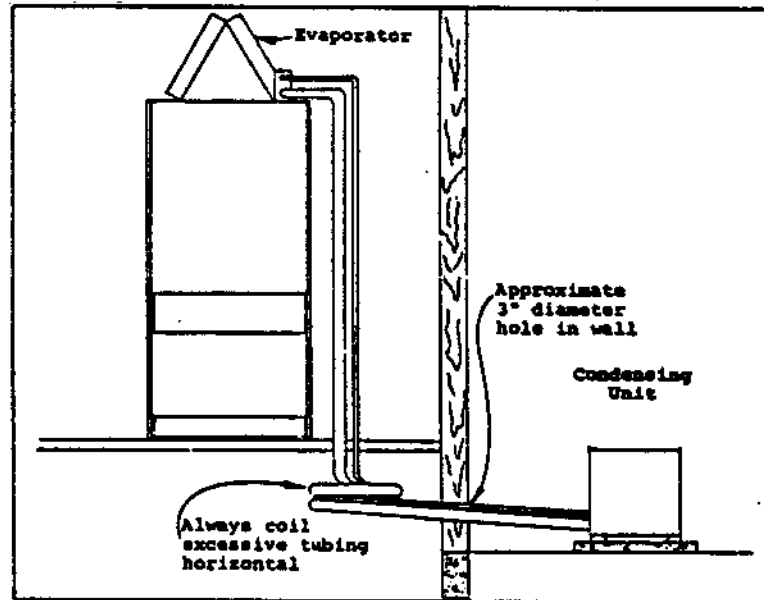 Evaporator
Approximate
3" diameter
hole in wall
Condensing
Unit
Always coil
excessive tubing
horizontal